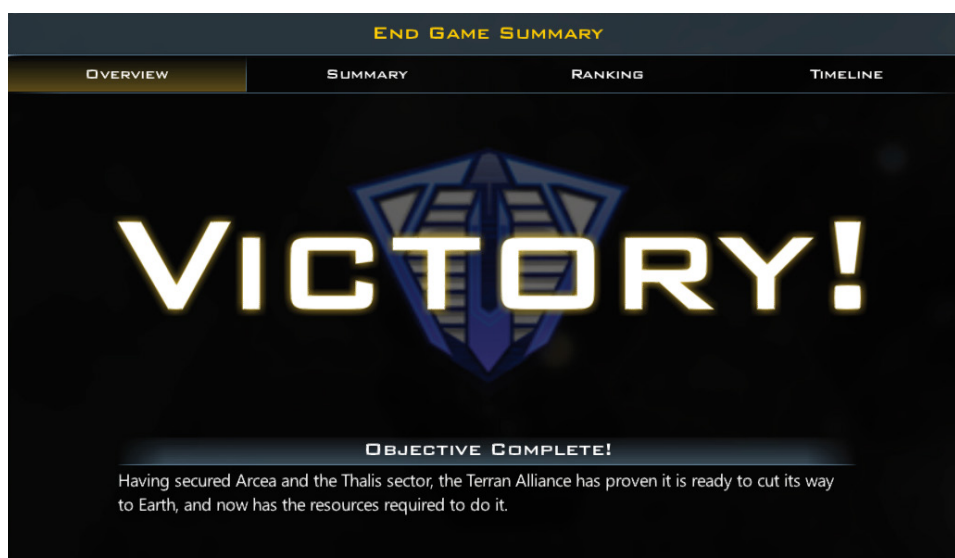 End Game Summary
Overview Summary Ranking Timeline
Victory!
Objective Complete!
Having secured Arcea and the Thalis sector, the Terran Alliance has proven it is ready to cut its way
to Earth, and now has the resources required to do it.